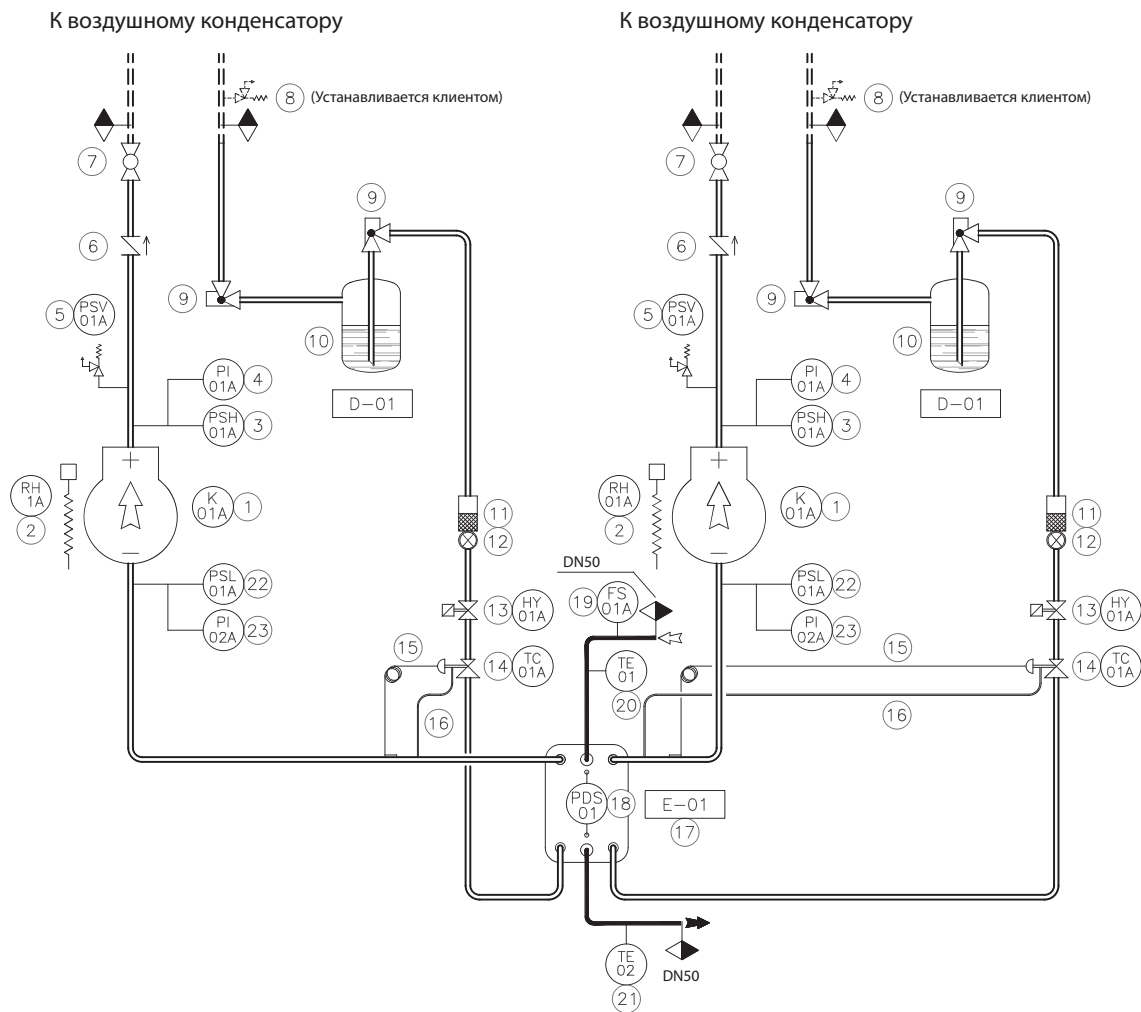 К воздушному конденсатору
К воздушному конденсатору
8 (Устанавливается клиентом)
8 (Устанавливается клиентом)
7
7
9
9
6
6
9
9
5 PSV 01A
5 PSV 01A
10
10
PI 01A 4
PI 01A 4
D-01
D-01
PSH 01A 3
PSH 01A 3
+
+
RH 1A
2
K 01A 1
RH 01A
2
K 01A 1
11
11
12
12
–
–
DN50
PSL 01A 22
PSL 01A 22
19 FS 01A
13 HY 01A
13 HY 01A
PI 02A 23
PI 02A 23
15
15
14 TC 01A
14 TC 01A
TE 01
20
16
16
PDS 01 18
E-01
17
TE 02
21
DN50